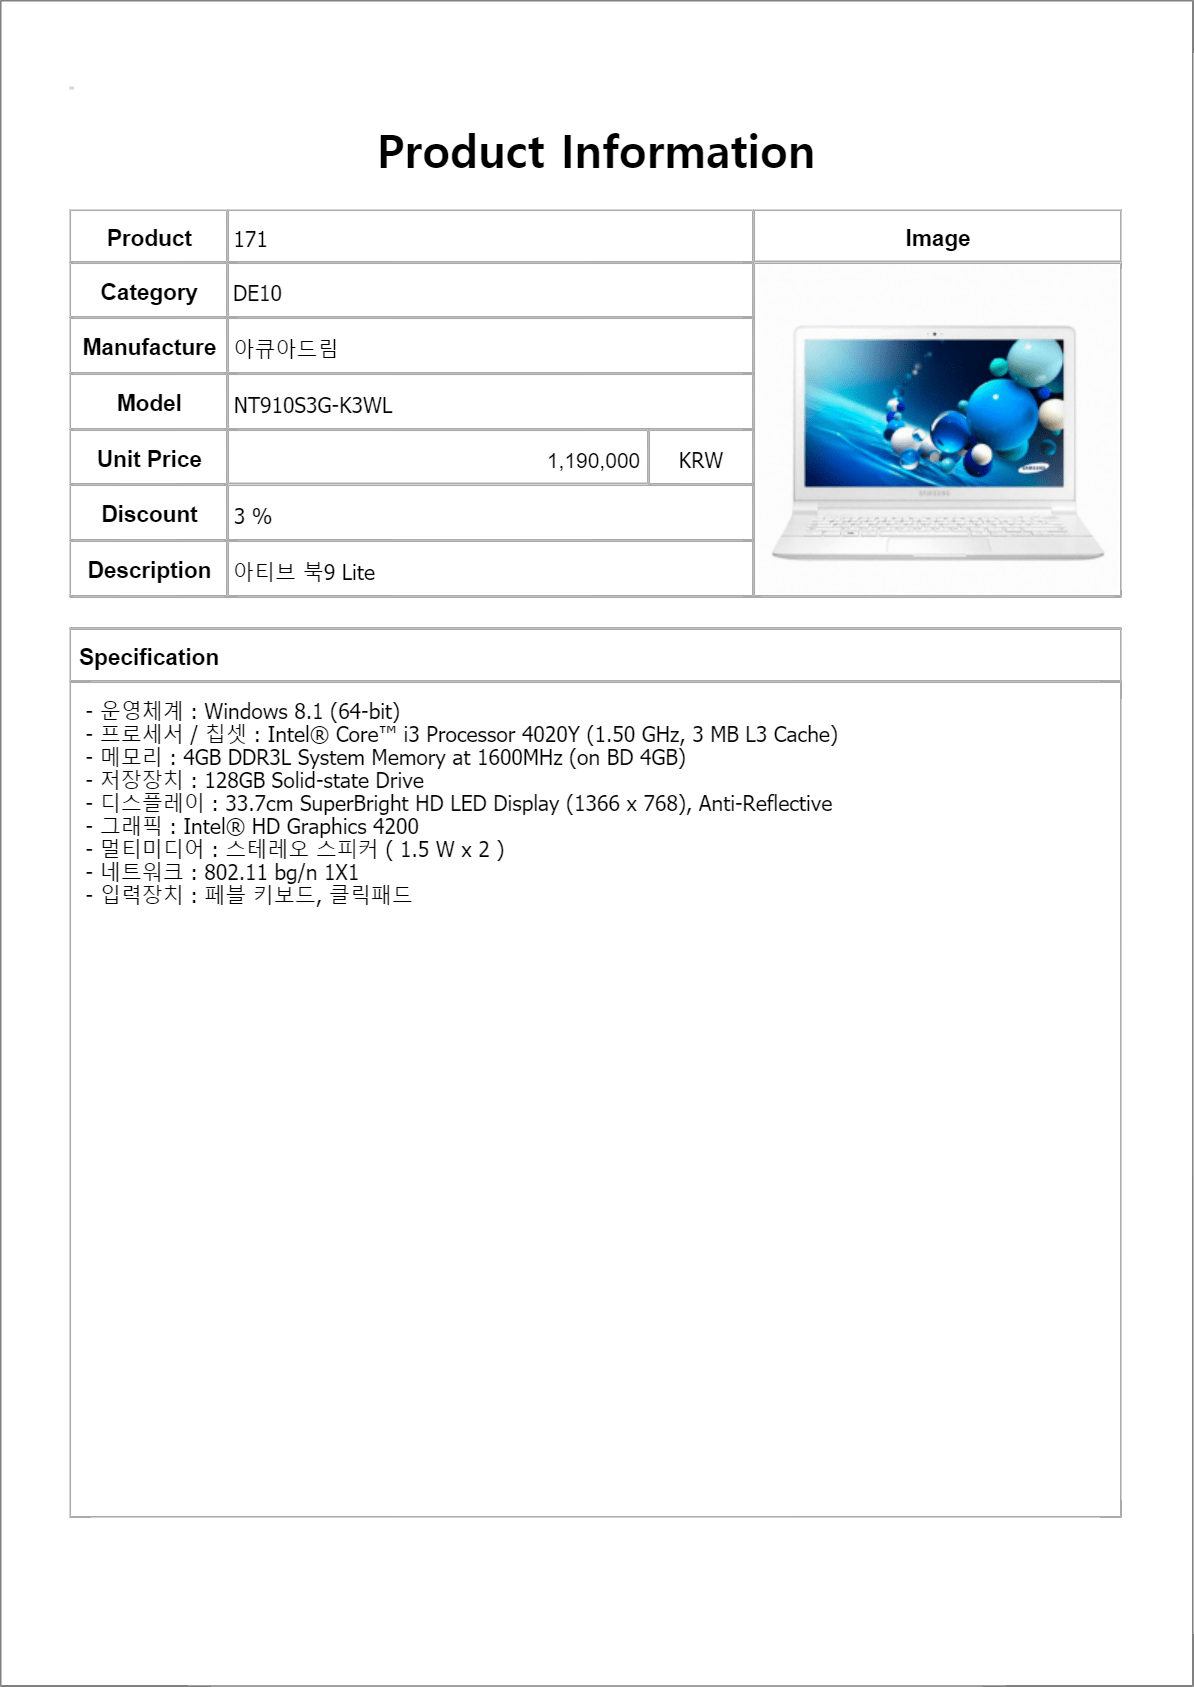 Product Information
Product 171 Image
Category DE10
Manufacture 아큐아드림
Model NT910S3G-K3WL
Unit Price 1,190,000 KRW
Discount 3 %
Description 아티브 북9 Lite
SAMSUNG
SAMSUNG
Specification
- 운영체계 : Windows 8.1 (64-bit)
- 프로세서 / 칩셋 : Intel® Core™ i3 Processor 4020Y (1.50 GHz, 3 MB L3 Cache)
- 메모리 : 4GB DDR3L System Memory at 1600MHz (on BD 4GB)
- 저장장치 : 128GB Solid-state Drive
- 디스플레이 : 33.7cm SuperBright HD LED Display (1366 x 768), Anti-Reflective
- 그래픽 : Intel® HD Graphics 4200
- 멀티미디어 : 스테레오 스피커 ( 1.5 W x 2 )
- 네트워크 : 802.11 bg/n 1X1
- 입력장치 : 페블 키보드, 클릭패드